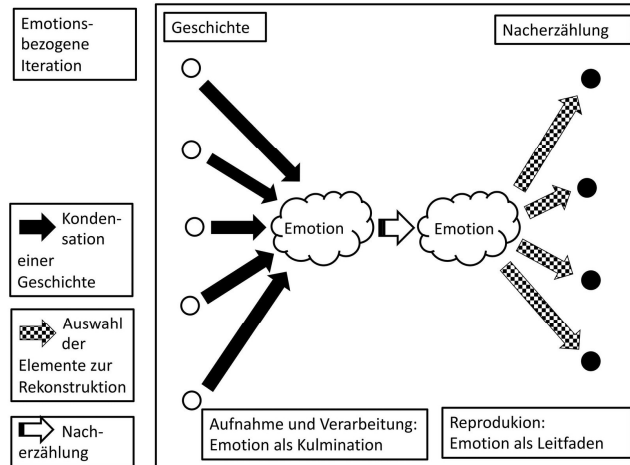 Emotions-
bezogene
Iteration
Geschichte
Nacherzählung
Konden-
sation
einer
Geschichte
Emotion
Emotion
Auswahl
der
Elemente zur
Rekonstruktion
Nach-
erzählung
Aufnahme und Verarbeitung:
Emotion als Kulmination
Reprodukion:
Emotion als Leitfaden